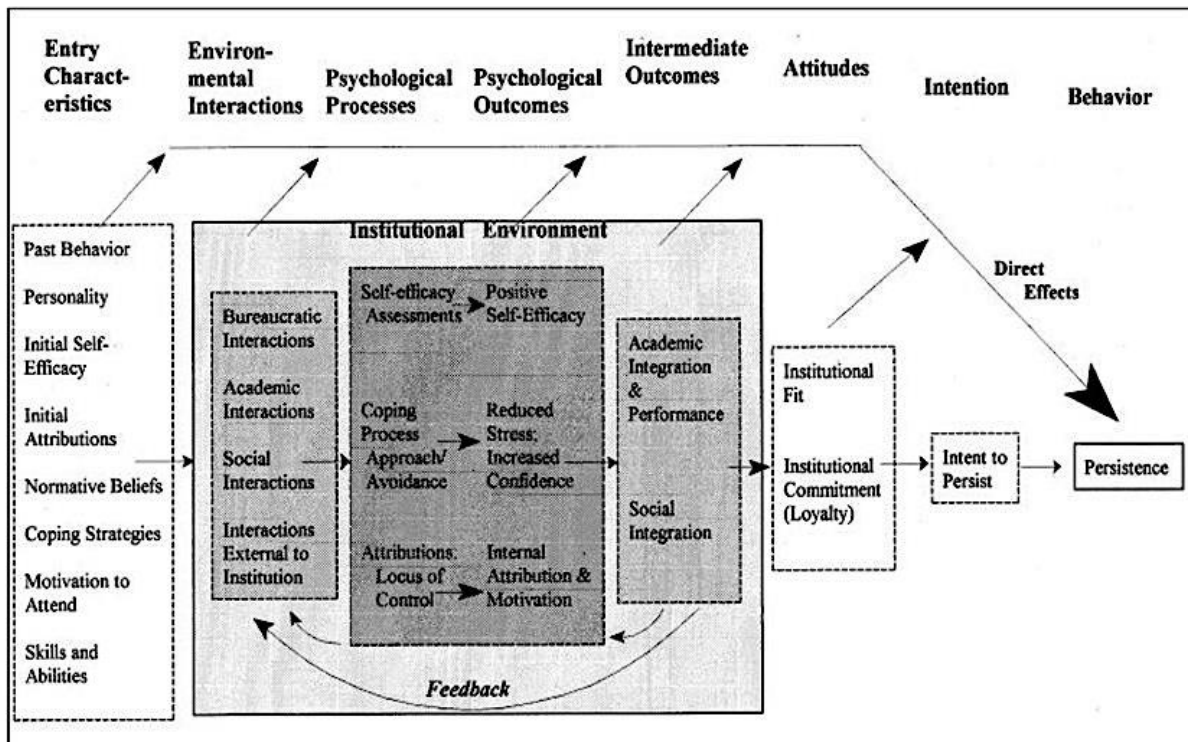 Entry
Charact-
eristics
Environ-
mental
Interactions
Psychological
Processes
Psychological
Outcomes
Intermediate
Outcomes
Attitudes
Intention
Behavior
Past Behavior
Personality
Initial Self-
Efficacy
Initial
Attributions
Normative Beliefs
Coping Strategies
Motivation to
Attend
Skills and
Abilities
Institutional Environment
Bureaucratic
Interactions
Academic
Interactions
Social
Interactions
Interactions
External to
Institution
Self-efficacy
Assessments
Positive
Self-Efficacy
Coping
Process
Approach/
Avoidance
Reduced
Stress;
Increased
Confidence
Attributions:
Locus of
Control
Internal
Attribution &
Motivation
Academic
Integration
&
Performance
Social
Integration
Institutional
Fit
Institutional
Commitment
(Loyalty)
Intent to
Persist
Persistence
Direct
Effects
Feedback